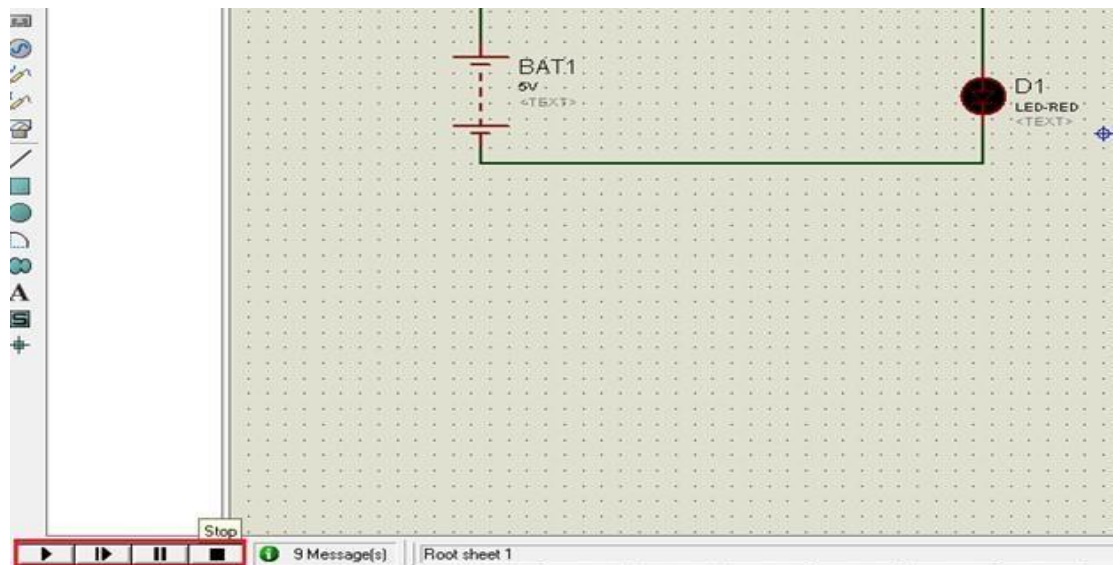 BAT1
5V
<TEXT>
D1
LED-RED
<TEXT>
A
S
Stop
9 Message(s)
Root sheet 1